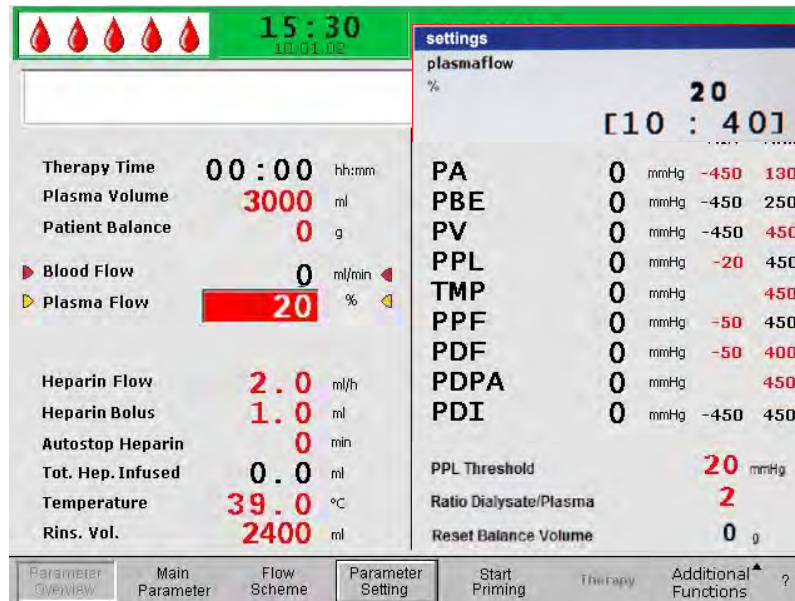 15:30
10.01.02
settings
plasmaflow
%
20
[10 : 40]
Therapy Time 00:00 hh:mm
Plasma Volume 3000 ml
Patient Balance 0 g
Blood Flow 0 ml/min
Plasma Flow 20 %
Heparin Flow 2.0 ml/h
Heparin Bolus 1.0 ml
Autostop Heparin 0 min
Tot. Hep. Infused 0.0 ml
Temperature 39.0 °C
Rins. Vol. 2400 ml
PA 0 mmHg -450 130
PBE 0 mmHg -450 250
PV 0 mmHg -450 450
PPL 0 mmHg -20 450
TMP 0 mmHg 450
PPF 0 mmHg -50 450
PDF 0 mmHg -50 400
PDPA 0 mmHg 450
PDI 0 mmHg -450 450
PPL Threshold 20 mmHg
Ratio Dialysate/Plasma 2
Reset Balance Volume 0 g
Parameter Overview
Main Parameter
Flow Scheme
Parameter Setting
Start Priming
Therapy
Additional Functions
?